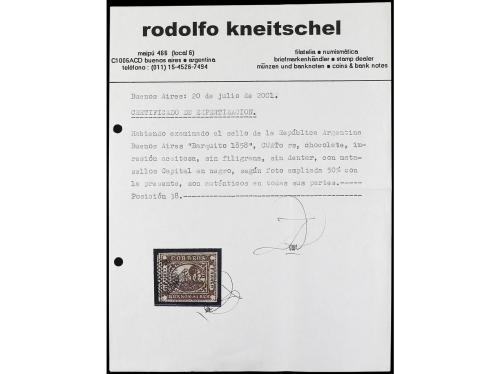 rodolfo kneitschel
maipú 466 (local 6)
C1006ACD buenos aires ● argentina
teléfono : (011) 15-4526-7494
filatelia ● numismática
briefmarkenhändler ● stamp dealer
münzen und banknoten ● coins & bank notes
Buenos Aires: 20 de julio de 2001.
CERTIFICADO DE EXPERTIZACION.
Habiendo examinado el sello de la República Argentina
Buenos Aires "Barquito 1858", CUATo rs, chocolate, im-
presión aceitosa, sin filigrana, sin dentar, con mata-
sellos Capital en negro, según foto ampliada 50% con
la presente, son auténticos en todas sus partes.-----
Posición 38.
CORREOS
BUENOS AIRES